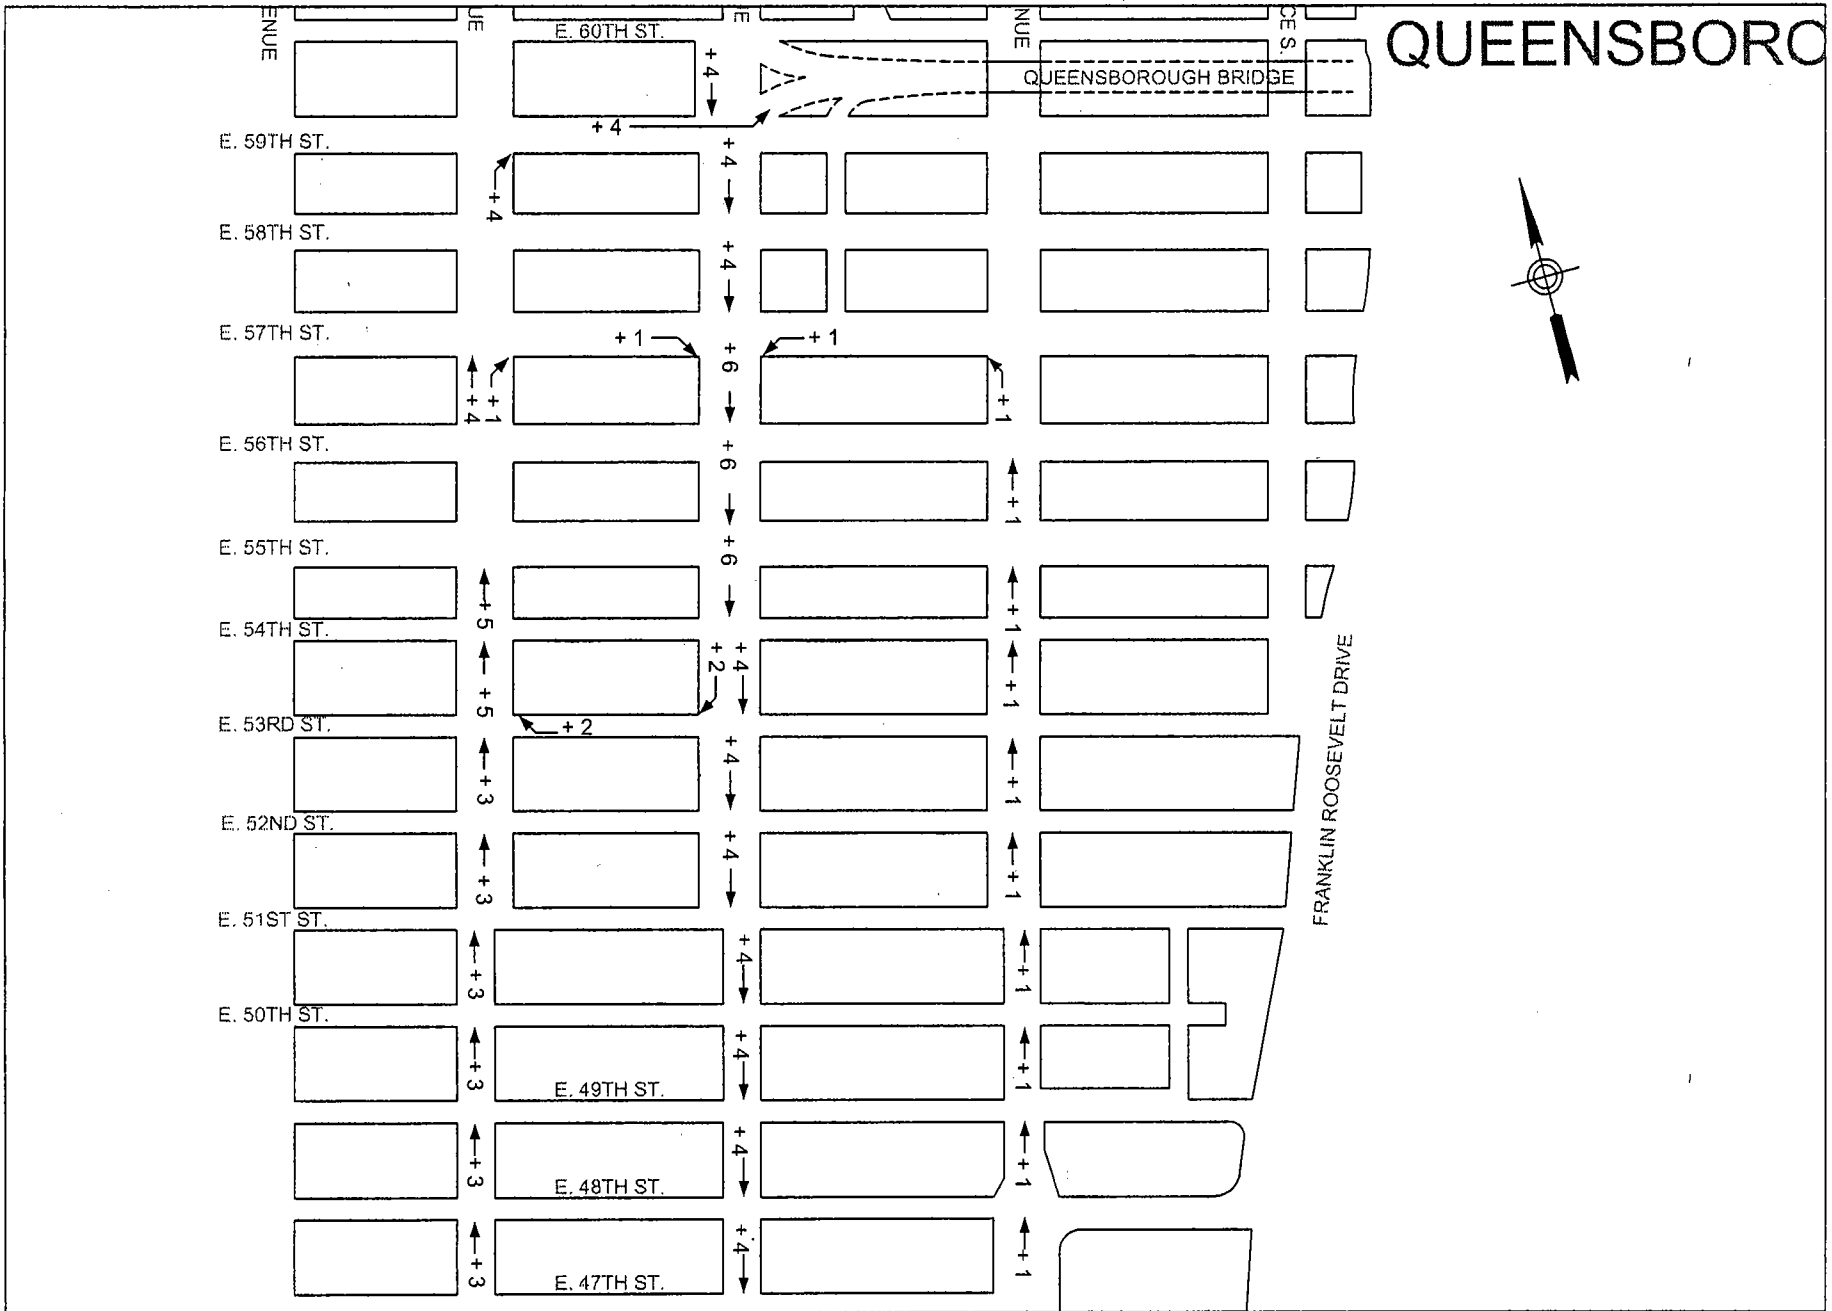 ENUE
UE
E
NUE
CE S.
QUEENSBORO
E. 60TH ST.
+ 4
QUEENSBOROUGH BRIDGE
+ 4
E. 59TH ST.
+ 4
+ 4
E. 58TH ST.
+ 4
E. 57TH ST.
+ 1
+ 1
+ 6
+ 4
+ 1
+ 1
E. 56TH ST.
+ 6
+ 1
E. 55TH ST.
+ 6
+ 5
+ 1
E. 54TH ST.
+ 5
+ 2
+ 4
+ 1
E. 53RD ST.
+ 2
+ 3
+ 4
+ 1
E. 52ND ST.
+ 3
+ 4
+ 1
FRANKLIN ROOSEVELT DRIVE
E. 51ST ST.
+ 3
+ 4
+ 1
E. 50TH ST.
+ 3
+ 4
+ 1
E. 49TH ST.
+ 3
+ 4
+ 1
E. 48TH ST.
+ 3
+ 4
+ 1
E. 47TH ST.